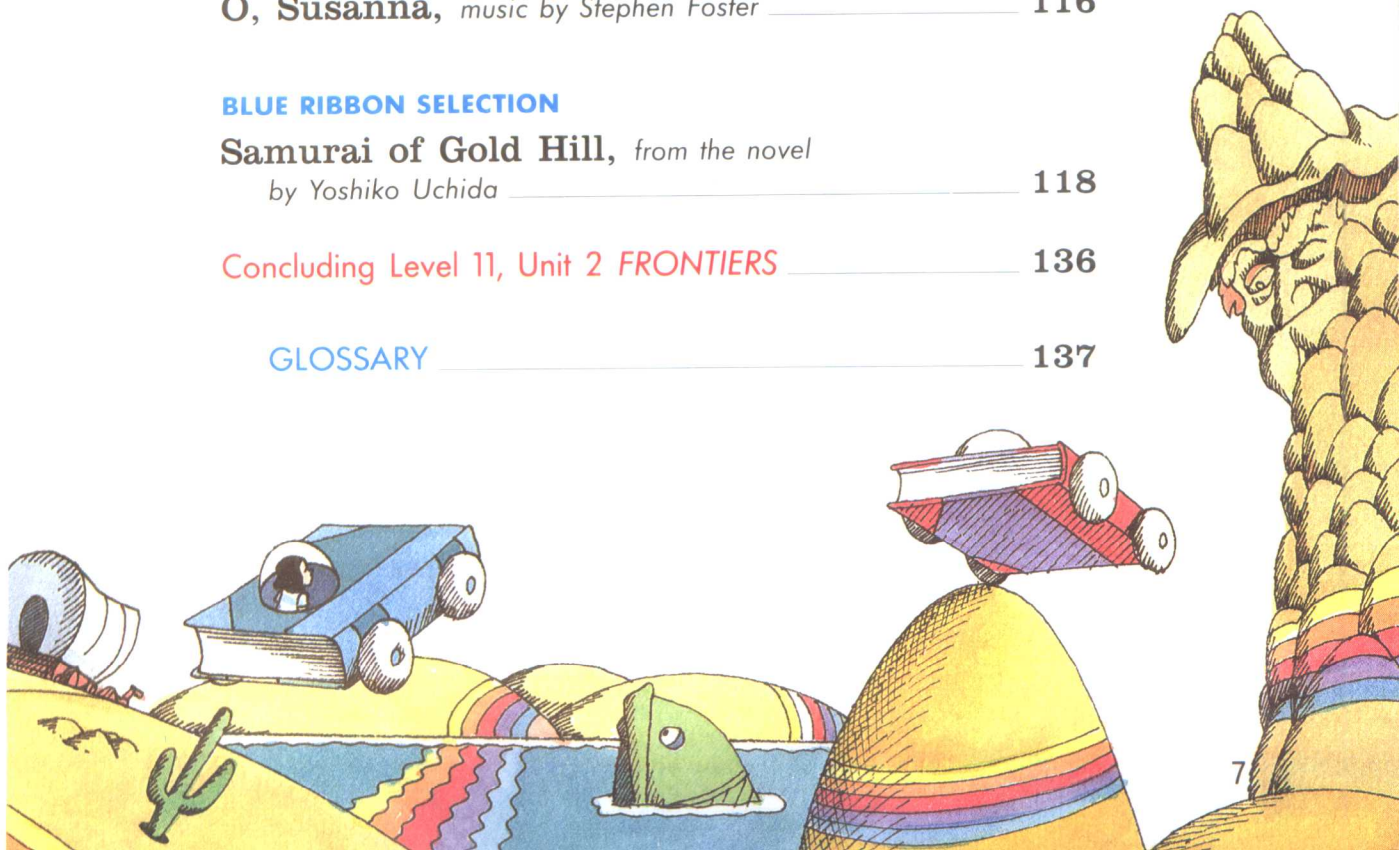 O, Susanna, music by Stephen Foster 116
BLUE RIBBON SELECTION
Samurai of Gold Hill, from the novel
by Yoshiko Uchida 118
Concluding Level 11, Unit 2 FRONTIERS 136
GLOSSARY 137
7